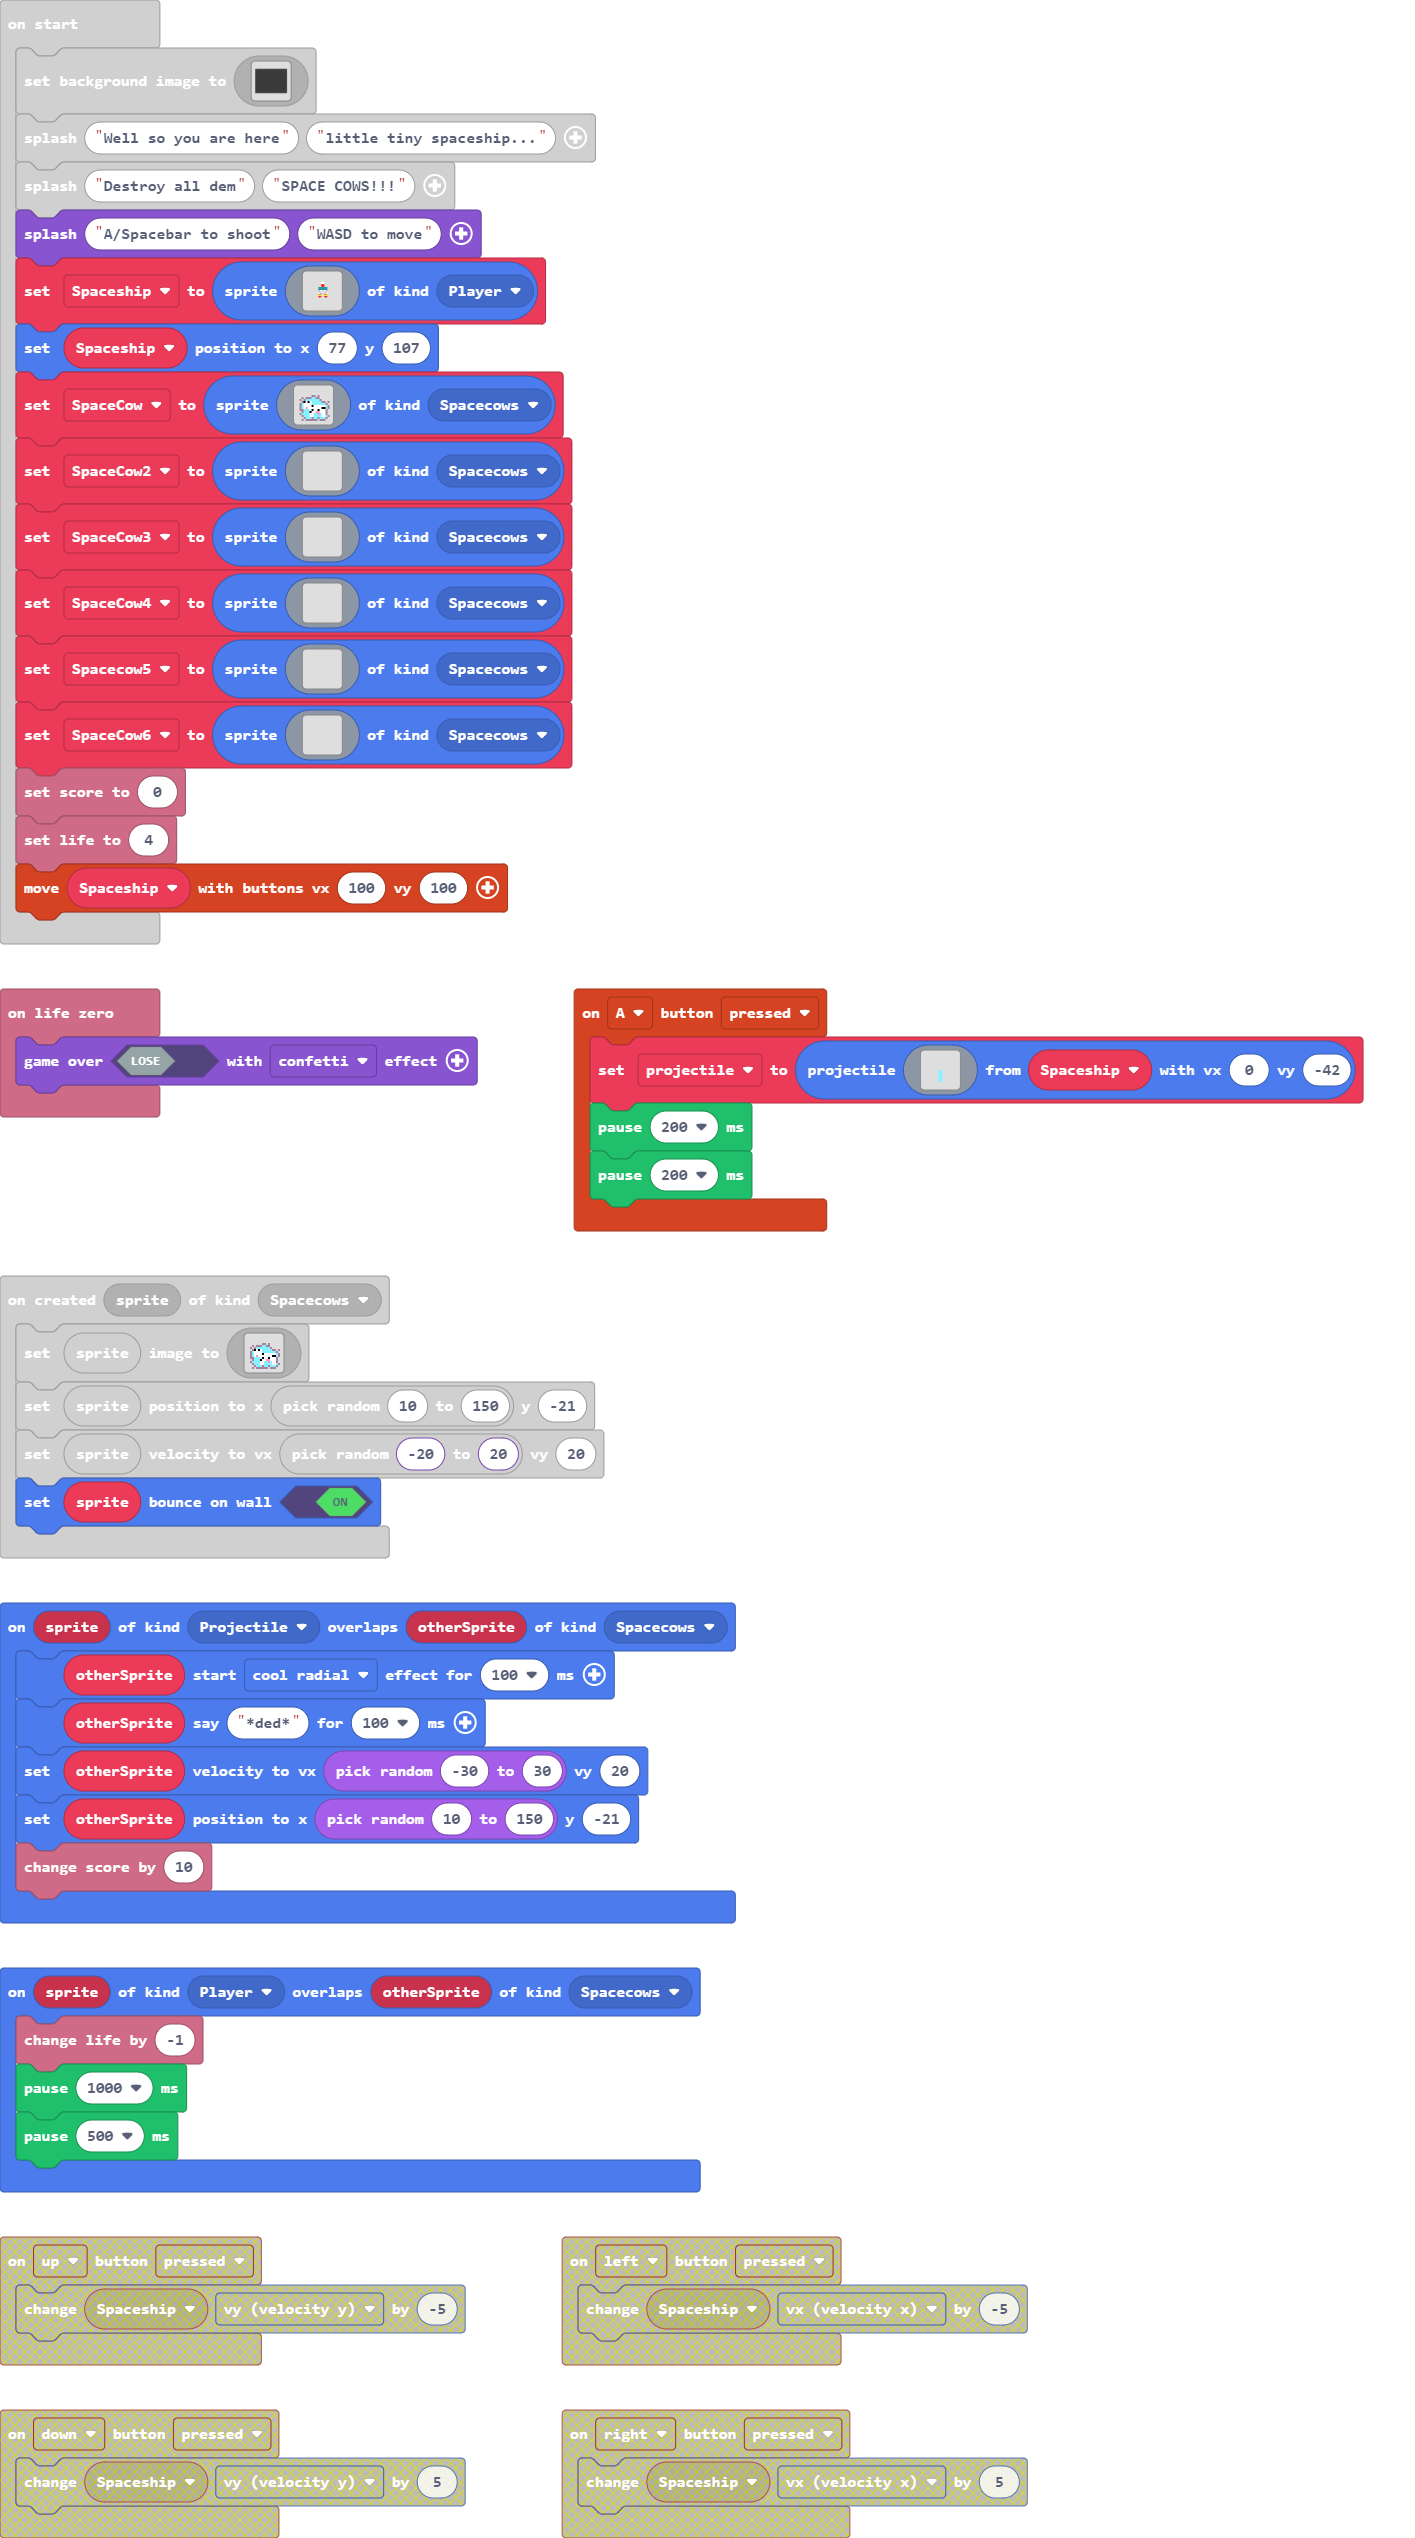 on start
set background image to
splash "Well so you are here" "little tiny spaceship..."
splash "Destroy all dem" "SPACE COWS!!!"
splash "A/Spacebar to shoot" "WASD to move"
set Spaceship to sprite of kind Player
set Spaceship position to x 77 y 107
set SpaceCow to sprite of kind Spacecows
set SpaceCow2 to sprite of kind Spacecows
set SpaceCow3 to sprite of kind Spacecows
set SpaceCow4 to sprite of kind Spacecows
set Spacecow5 to sprite of kind Spacecows
set SpaceCow6 to sprite of kind Spacecows
set score to 0
set life to 4
move Spaceship with buttons vx 100 vy 100
on life zero
game over LOSE with confetti effect
on A button pressed
set projectile to projectile from Spaceship with vx 0 vy -42
pause 200 ms
pause 200 ms
on created sprite of kind Spacecows
set sprite image to
set sprite position to x pick random 10 to 150 y -21
set sprite velocity to vx pick random -20 to 20 vy 20
set sprite bounce on wall ON
on sprite of kind Projectile overlaps otherSprite of kind Spacecows
otherSprite start cool radial effect for 100 ms
otherSprite say "*ded*" for 100 ms
set otherSprite velocity to vx pick random -30 to 30 vy 20
set otherSprite position to x pick random 10 to 150 y -21
change score by 10
on sprite of kind Player overlaps otherSprite of kind Spacecows
change life by -1
pause 1000 ms
pause 500 ms
on up button pressed
change Spaceship vy (velocity y) by -5
on left button pressed
change Spaceship vx (velocity x) by -5
on down button pressed
change Spaceship vy (velocity y) by 5
on right button pressed
change Spaceship vx (velocity x) by 5